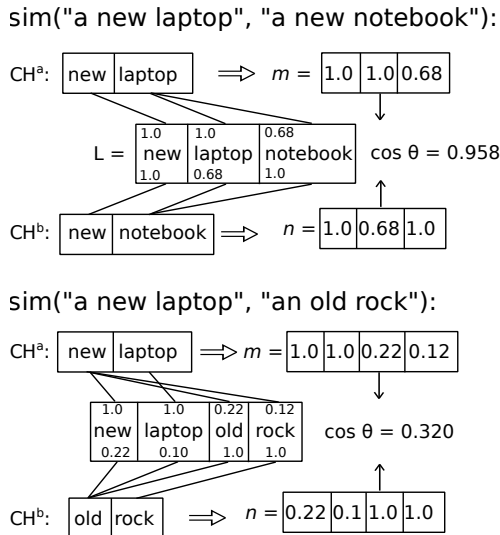 sim("a new laptop", "a new notebook"):
CHᵃ: new laptop ⟹ m = 1.0 1.0 0.68
1.0 1.0 0.68
L = new laptop notebook cos θ = 0.958
1.0 0.68 1.0
CHᵇ: new notebook ⟹ n = 1.0 0.68 1.0
sim("a new laptop", "an old rock"):
CHᵃ: new laptop ⟹ m = 1.0 1.0 0.22 0.12
1.0 1.0 0.22 0.12
new laptop old rock cos θ = 0.320
0.22 0.10 1.0 1.0
CHᵇ: old rock ⟹ n = 0.22 0.1 1.0 1.0